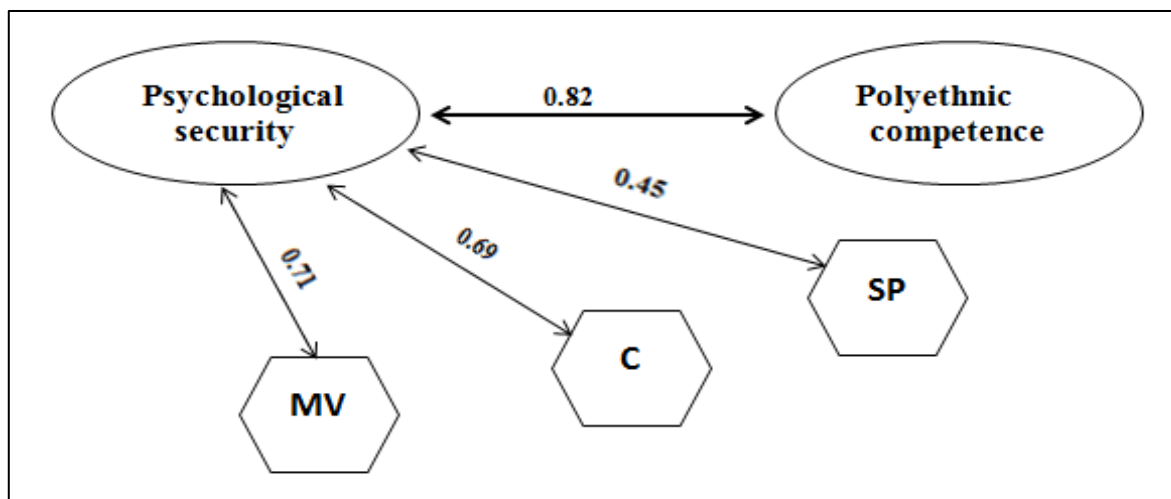 Psychological
security
0.82
Polyethnic
competence
0.45
0.69
0.71
SP
C
MV